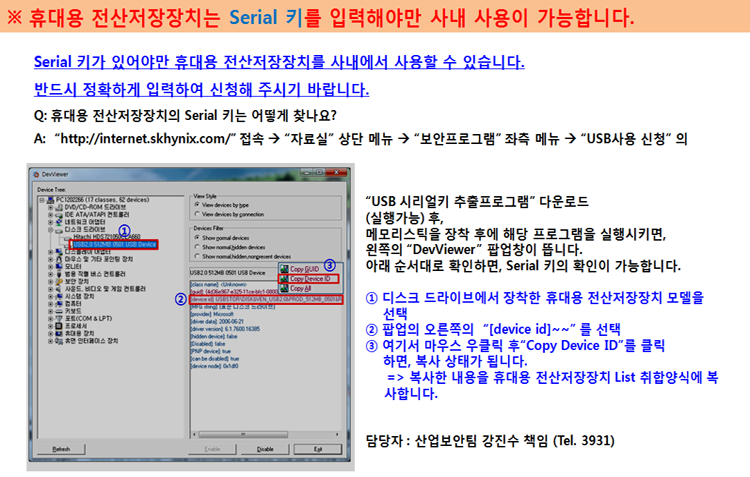 ※ 휴대용 전산저장장치는 Serial 키를 입력해야만 사내 사용이 가능합니다.
Serial 키가 있어야만 휴대용 전산저장장치를 사내에서 사용할 수 있습니다.
반드시 정확하게 입력하여 신청해 주시기 바랍니다.
Q: 휴대용 전산저장장치의 Serial 키는 어떻게 찾나요?
A: “http://internet.skhynix.com/” 접속 → “자료실” 상단 메뉴 → “보안프로그램” 좌측 메뉴 → “USB사용 신청” 의
DevViewer
Device Tree:
PC1202266 (17 classes, 62 devices)
DVD/CD-ROM 드라이브
IDE ATA/ATAPI 컨트롤러
네트워크 어댑터
디스크 드라이브
①
USB2.0 512MB 0501 USB Device
디스플레이 어댑터
마우스 및 기타 포인팅 장치
모니터
범용 직렬 버스 컨트롤러
보안 장치
사운드, 비디오 및 게임 컨트롤러
시스템 장치
컴퓨터
키보드
포트(COM & LPT)
프로세서
휴대용 장치
휴먼 인터페이스 장치
View Style
View devices by type
View devices by connection
Devices Filter
Show normal devices
Show normal,hidden devices
Show normal,hidden,nonpresent devices
③
USB2.0 512MB 0501 USB Device
Copy GUID
Copy Device ID
Copy All
[class name]: <Unknown>
②
[provider]: Microsoft
[driver date]: 2006-06-21
[driver version]: 6.1.7600.16385
[hidden device]: false
[Disabled]: false
[PNP device]: true
[can be disabled]: true
[device node]: 0x1df0
Refresh
Enable
Disable
Exit
“USB 시리얼키 추출프로그램” 다운로드
(실행가능) 후,
메모리스틱을 장착 후에 해당 프로그램을 실행시키면,
왼쪽의 “DevViewer” 팝업창이 뜹니다.
아래 순서대로 확인하면, Serial 키의 확인이 가능합니다.
① 디스크 드라이브에서 장착한 휴대용 전산저장장치 모델을
선택
② 팝업의 오른쪽의 “[device id]~~” 를 선택
③ 여기서 마우스 우클릭 후“Copy Device ID”를 클릭
하면, 복사 상태가 됩니다.
=> 복사한 내용을 휴대용 전산저장장치 List 취합양식에 복
사합니다.
담당자 : 산업보안팀 강진수 책임 (Tel. 3931)